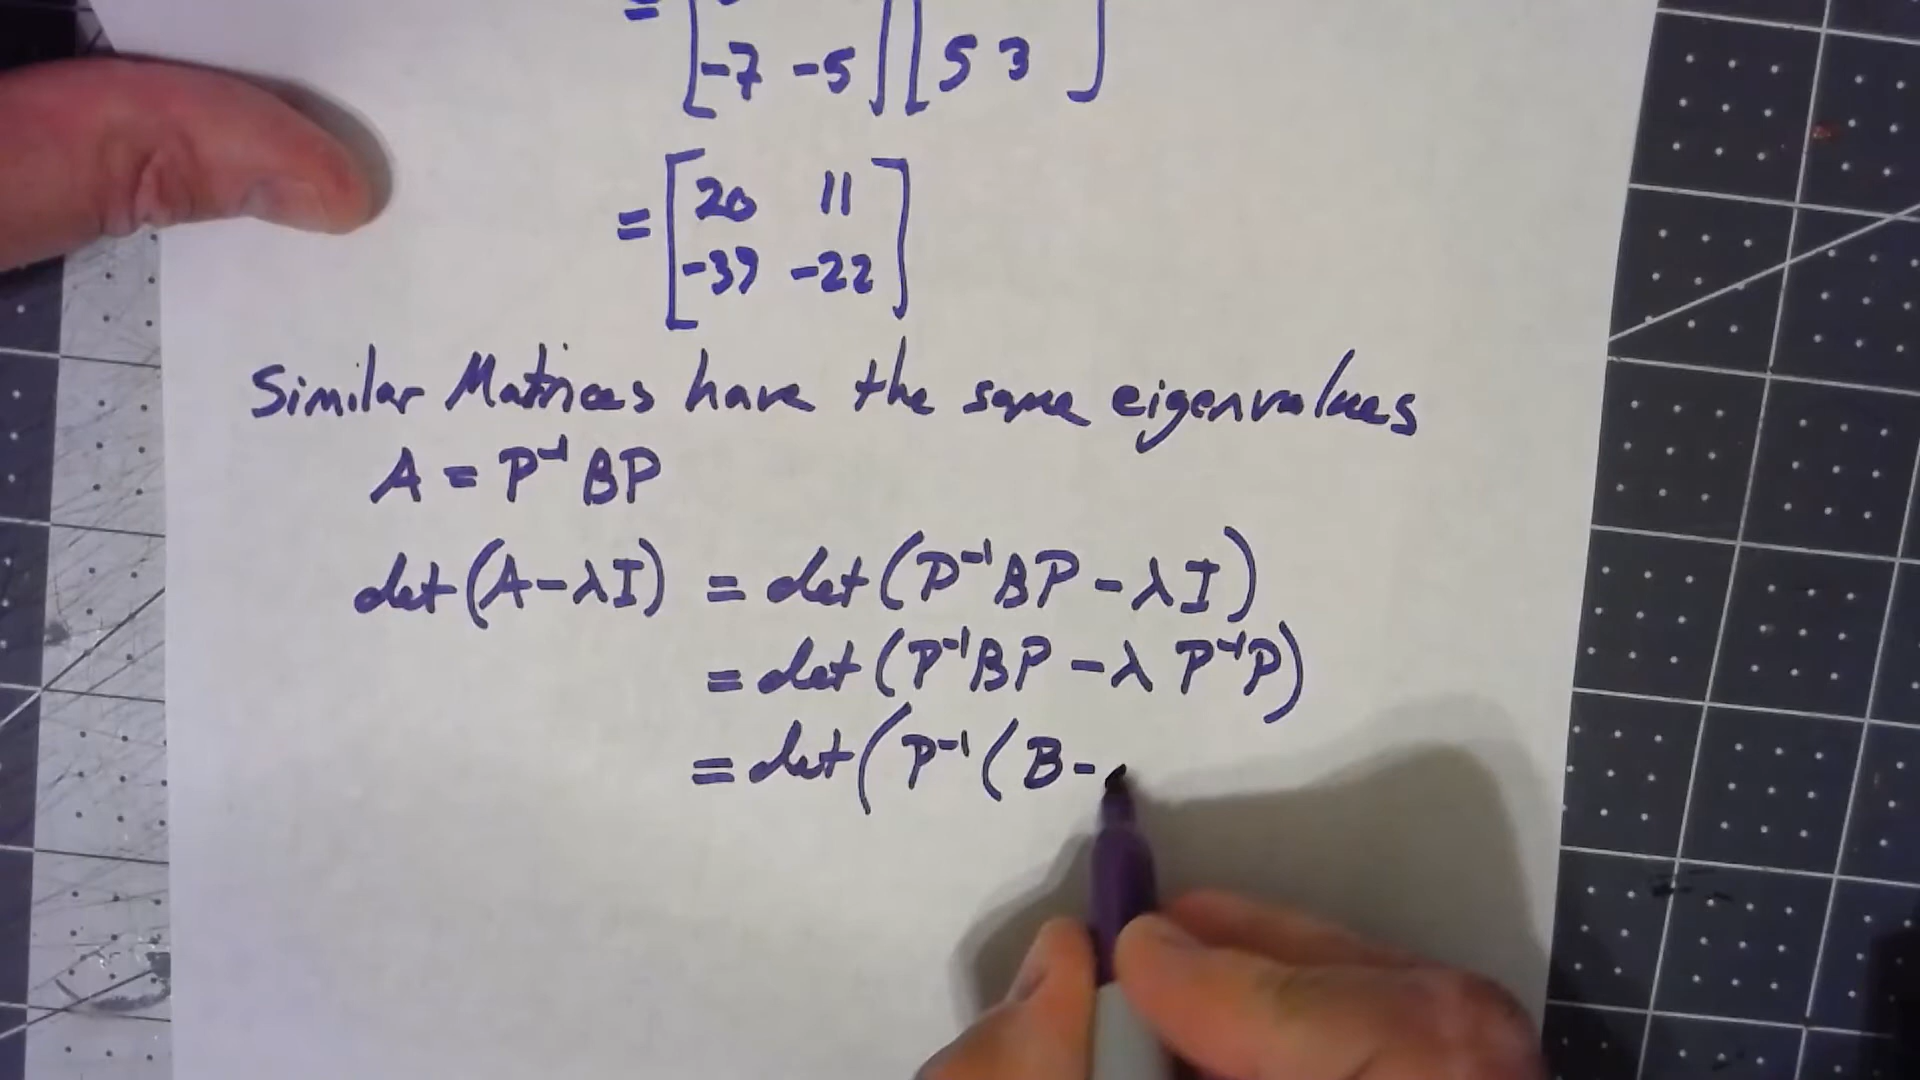 =
[-7 -5][5 3]
= [20 11
-39 -22]
Similar Matrices have the same eigenvalues
A = P⁻¹BP
det(A-λI) = det(P⁻¹BP-λI)
= det(P⁻¹BP-λP⁻¹P)
= det(P⁻¹(B-